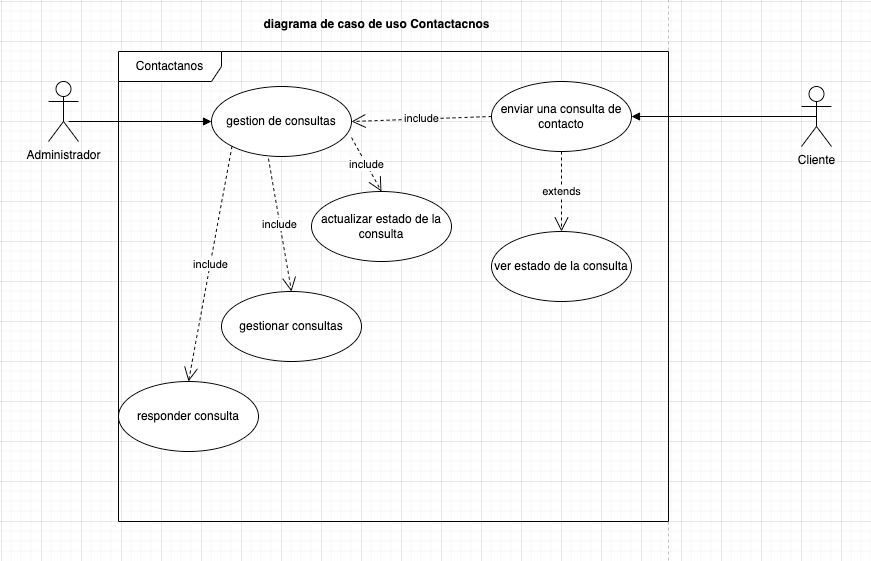 diagrama de caso de uso Contactacnos
Contactanos
gestion de consultas
include
enviar una consulta de
contacto
Administrador
Cliente
include
extends
actualizar estado de la
consulta
include
include
ver estado de la consulta
gestionar consultas
responder consulta